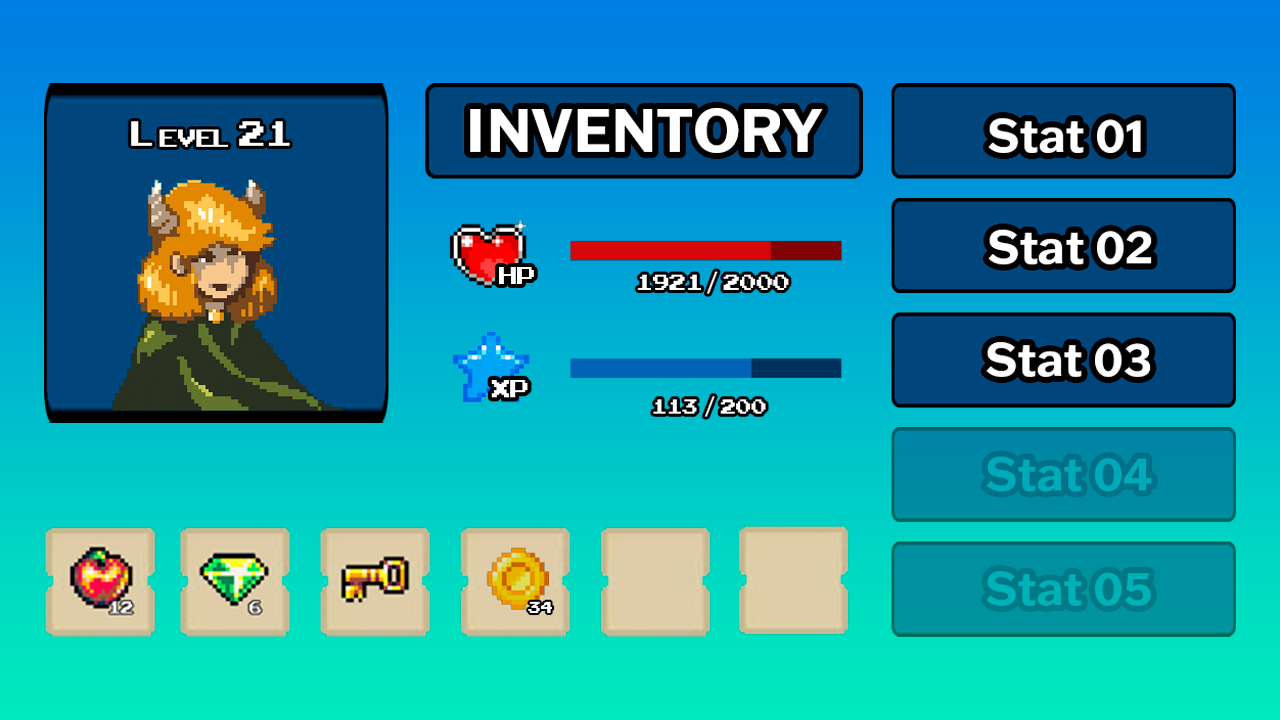 Level 21
INVENTORY
HP
1921/2000
XP
113/200
Stat 01
Stat 02
Stat 03
Stat 04
Stat 05
12
6
34